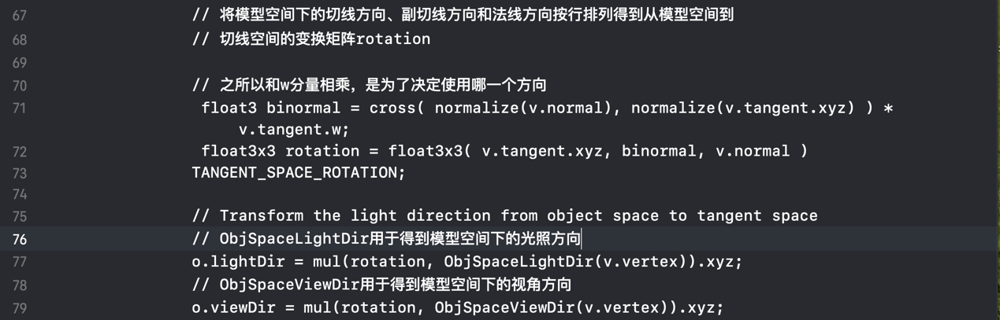 67 // 将模型空间下的切线方向、副切线方向和法线方向按行排列得到从模型空间到
68 // 切线空间的变换矩阵rotation
69
70 // 之所以和w分量相乘，是为了决定使用哪一个方向
71 float3 binormal = cross( normalize(v.normal), normalize(v.tangent.xyz) ) *
v.tangent.w;
72 float3x3 rotation = float3x3( v.tangent.xyz, binormal, v.normal )
73 TANGENT_SPACE_ROTATION;
74
75 // Transform the light direction from object space to tangent space
76 // ObjSpaceLightDir用于得到模型空间下的光照方向
77 o.lightDir = mul(rotation, ObjSpaceLightDir(v.vertex)).xyz;
78 // ObjSpaceViewDir用于得到模型空间下的视角方向
79 o.viewDir = mul(rotation, ObjSpaceViewDir(v.vertex)).xyz;